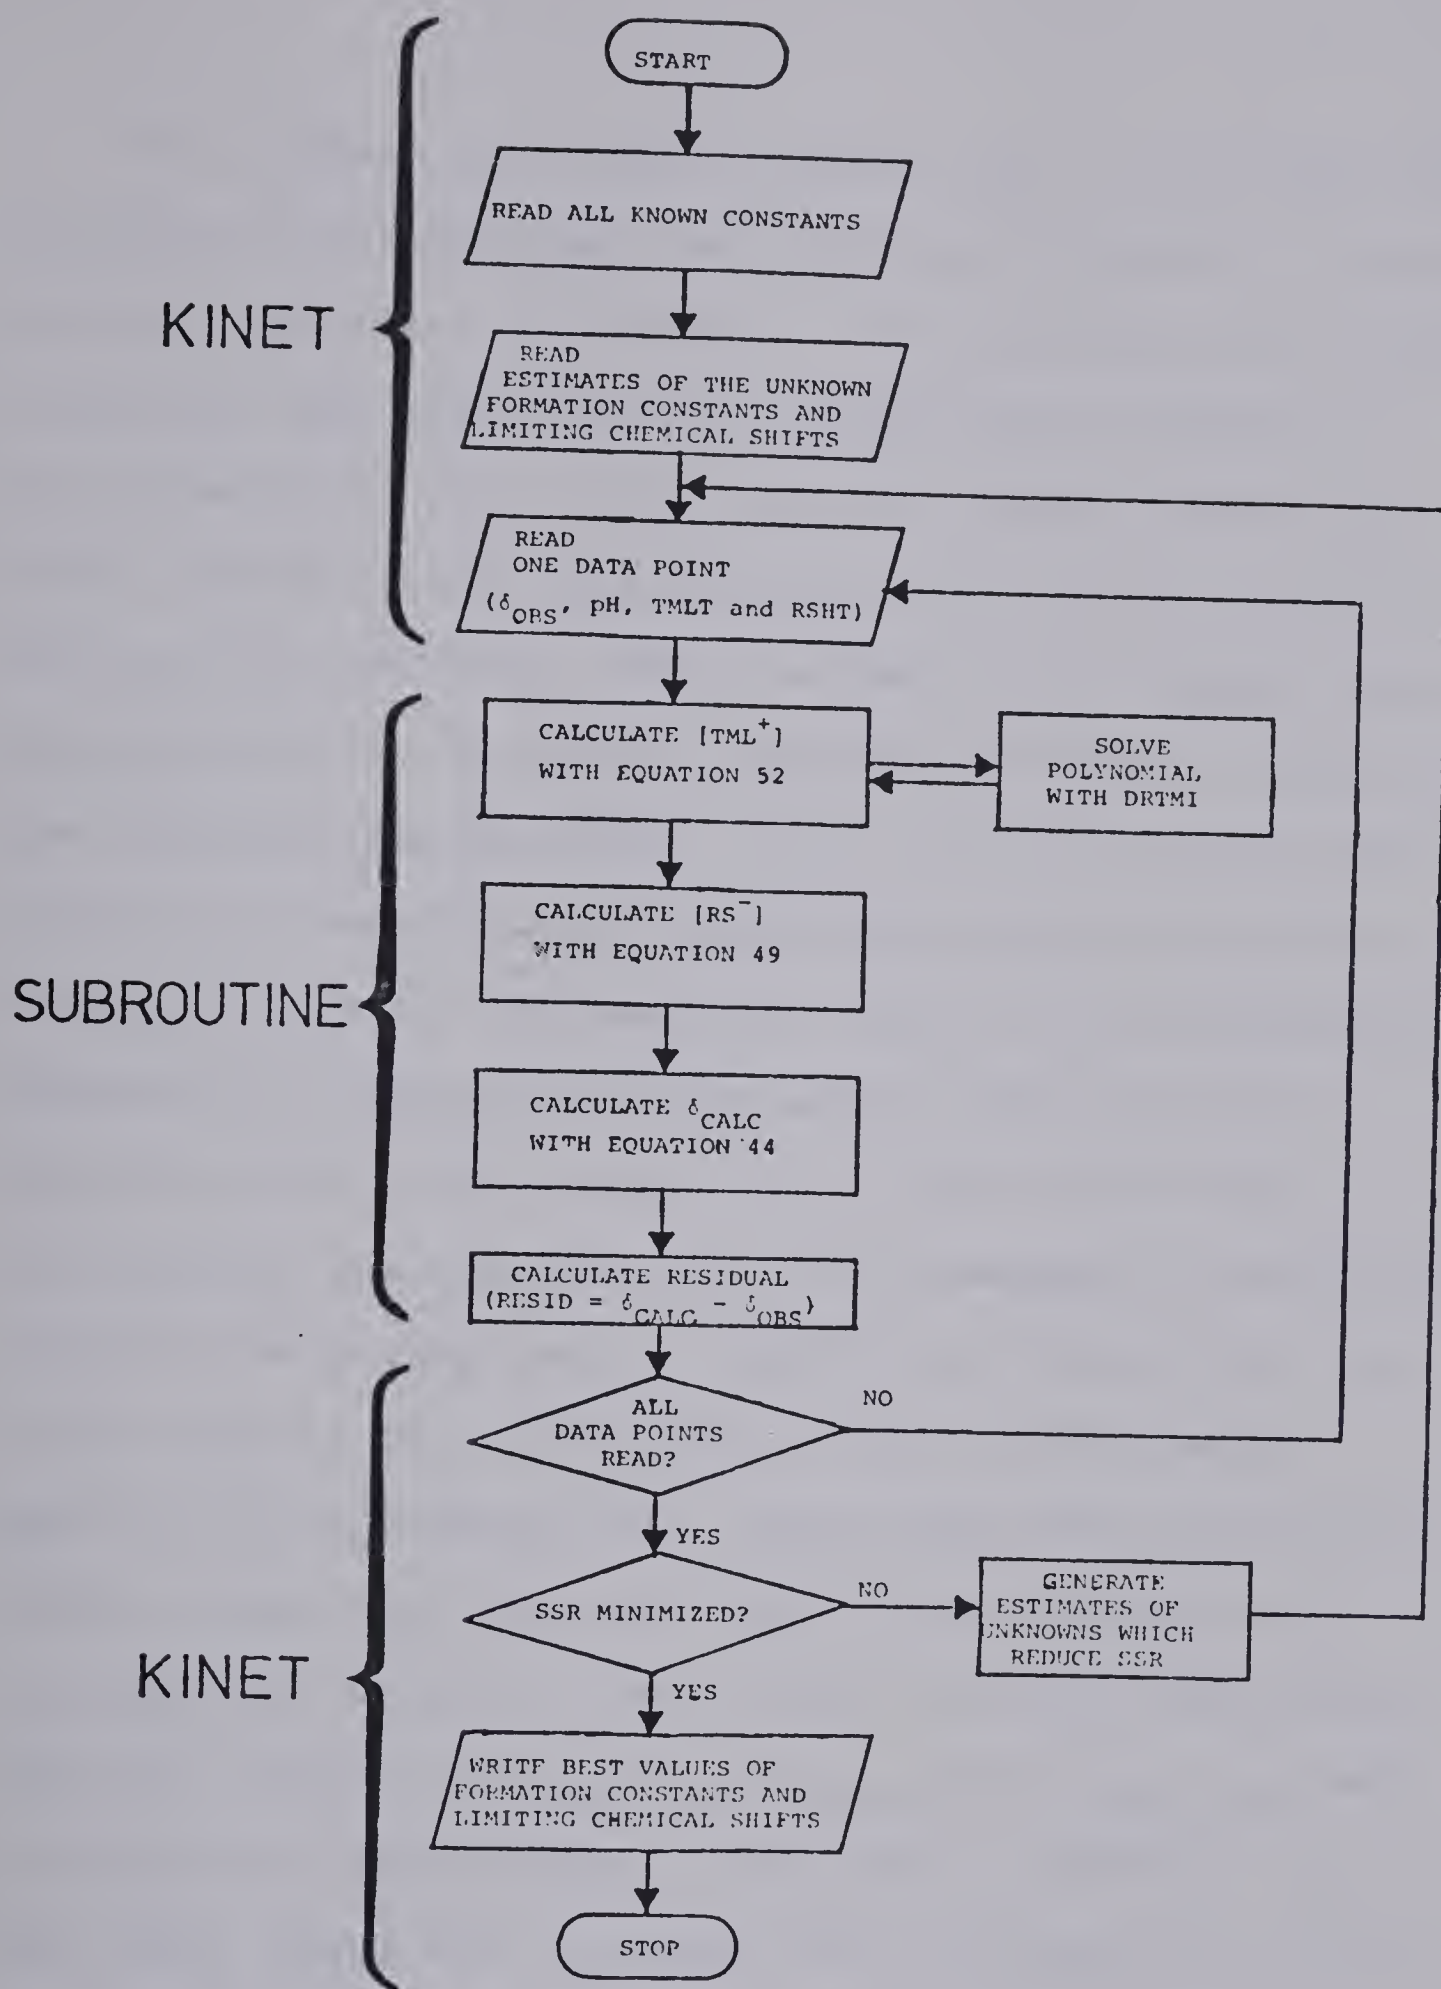 START
KINET
READ ALL KNOWN CONSTANTS
READ
ESTIMATES OF THE UNKNOWN
FORMATION CONSTANTS AND
LIMITING CHEMICAL SHIFTS
READ
ONE DATA POINT
(δOBS, pH, TMLT and RSHT)
SUBROUTINE
CALCULATE [TML+]
WITH EQUATION 52
SOLVE
POLYNOMIAL
WITH DRTMI
CALCULATE [RS−]
WITH EQUATION 49
CALCULATE δCALC
WITH EQUATION 44
CALCULATE RESIDUAL
(RESID = δCALC − δOBS)
KINET
ALL
DATA POINTS
READ?
NO
YES
SSR MINIMIZED?
NO
GENERATE
ESTIMATES OF
UNKNOWNS WHICH
REDUCE SSR
YES
WRITE BEST VALUES OF
FORMATION CONSTANTS AND
LIMITING CHEMICAL SHIFTS
STOP